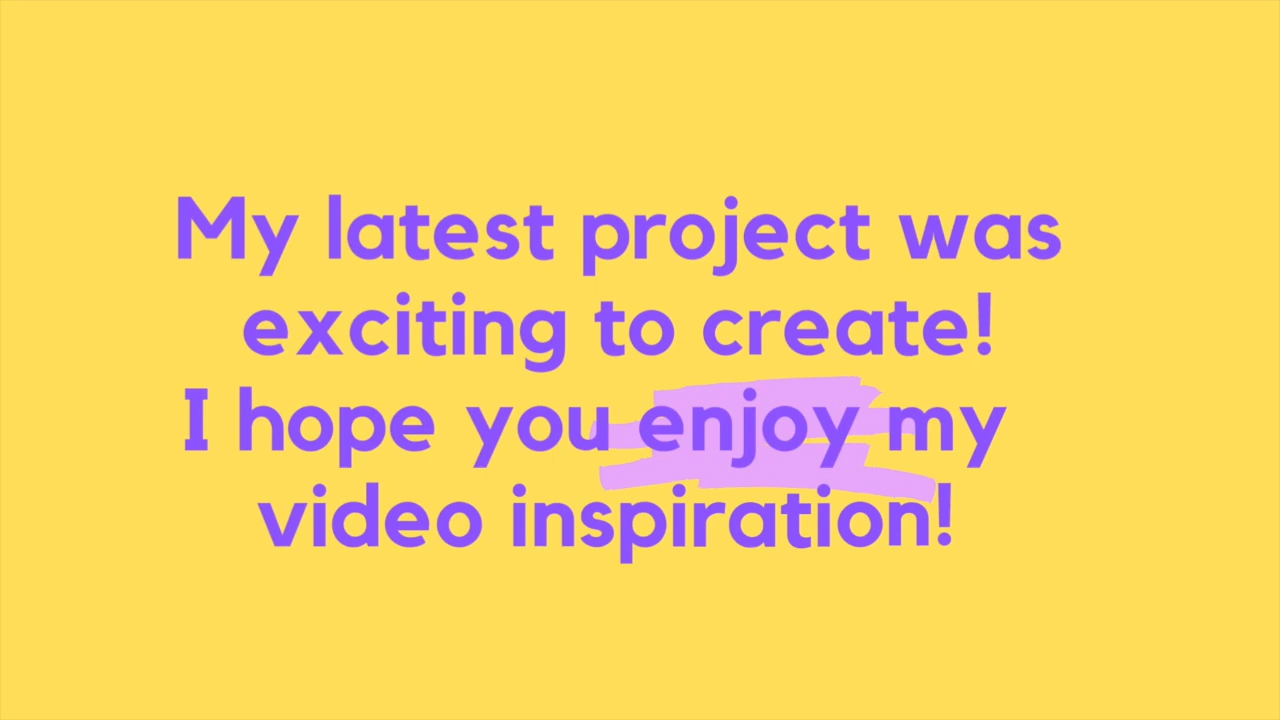 My latest project was
exciting to create!
I hope you enjoy my
video inspiration!